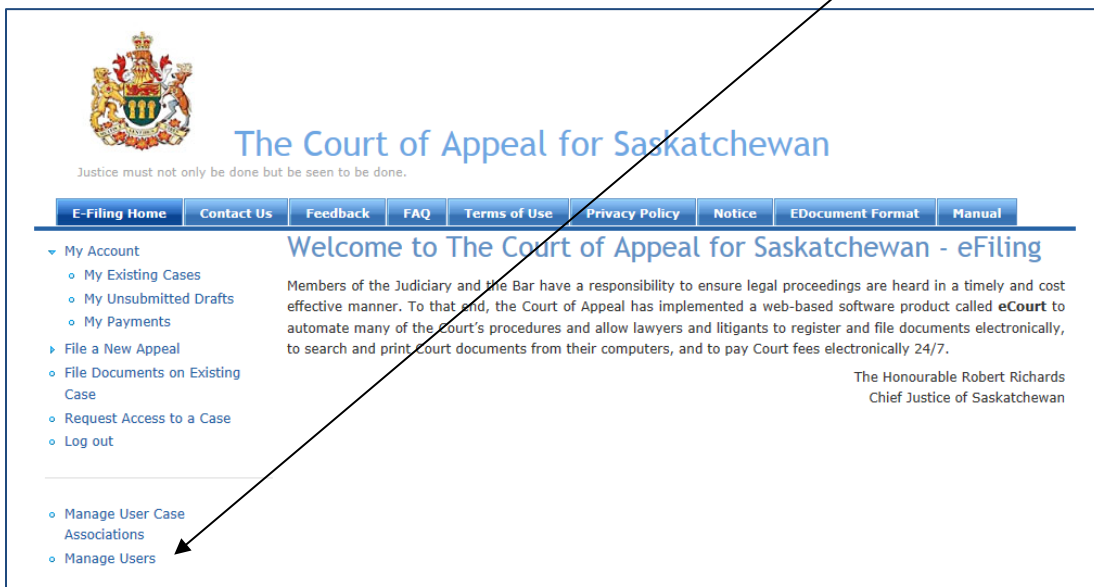 The Court of Appeal for Saskatchewan
Justice must not only be done but be seen to be done.
E-Filing Home
Contact Us
Feedback
FAQ
Terms of Use
Privacy Policy
Notice
EDocument Format
Manual
My Account
My Existing Cases
My Unsubmitted Drafts
My Payments
File a New Appeal
File Documents on Existing
Case
Request Access to a Case
Log out
Manage User Case
Associations
Manage Users
Welcome to The Court of Appeal for Saskatchewan - eFiling
Members of the Judiciary and the Bar have a responsibility to ensure legal proceedings are heard in a timely and cost
effective manner. To that end, the Court of Appeal has implemented a web-based software product called eCourt to
automate many of the Court's procedures and allow lawyers and litigants to register and file documents electronically,
to search and print Court documents from their computers, and to pay Court fees electronically 24/7.
The Honourable Robert Richards
Chief Justice of Saskatchewan